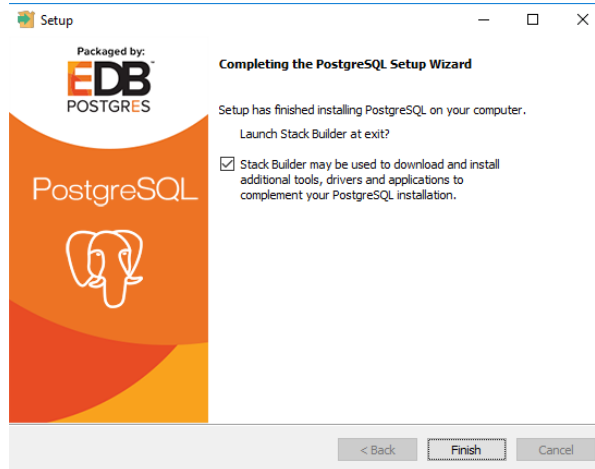 Setup
Packaged by:
EDB
POSTGRES
PostgreSQL
Completing the PostgreSQL Setup Wizard
Setup has finished installing PostgreSQL on your computer.
Launch Stack Builder at exit?
Stack Builder may be used to download and install
additional tools, drivers and applications to
complement your PostgreSQL installation.
< Back
Finish
Cancel